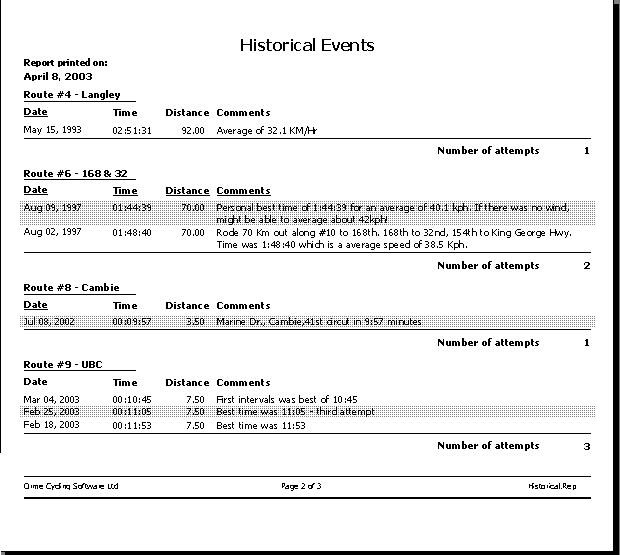 Historical Events
Report printed on:
April 8, 2003
Route #4 - Langley
Date Time Distance Comments
May 15, 1993 02:51:31 92.00 Average of 32.1 KM/Hr
Number of attempts 1
Route #6 - 168 & 32
Date Time Distance Comments
Aug 09, 1997 01:44:39 70.00 Personal best time of 1:44:39 for an average of 40.1 kph. If there was no wind,
might be able to average about 42kph!
Aug 02, 1997 01:48:40 70.00 Rode 70 Km out along #10 to 168th. 168th to 32nd, 154th to King George Hwy.
Time was 1:48:40 which is a average speed of 38.5 Kph.
Number of attempts 2
Route #8 - Cambie
Date Time Distance Comments
Jul 08, 2002 00:09:57 3.50 Marine Dr., Cambie,41st circut in 9:57 minutes
Number of attempts 1
Route #9 - UBC
Date Time Distance Comments
Mar 04, 2003 00:10:45 7.50 First intervals was best of 10:45
Feb 25, 2003 00:11:05 7.50 Best time was 11:05 - third attempt
Feb 18, 2003 00:11:53 7.50 Best time was 11:53
Number of attempts 3
Orme Cycling Software Ltd Page 2 of 3 Historical.Rep